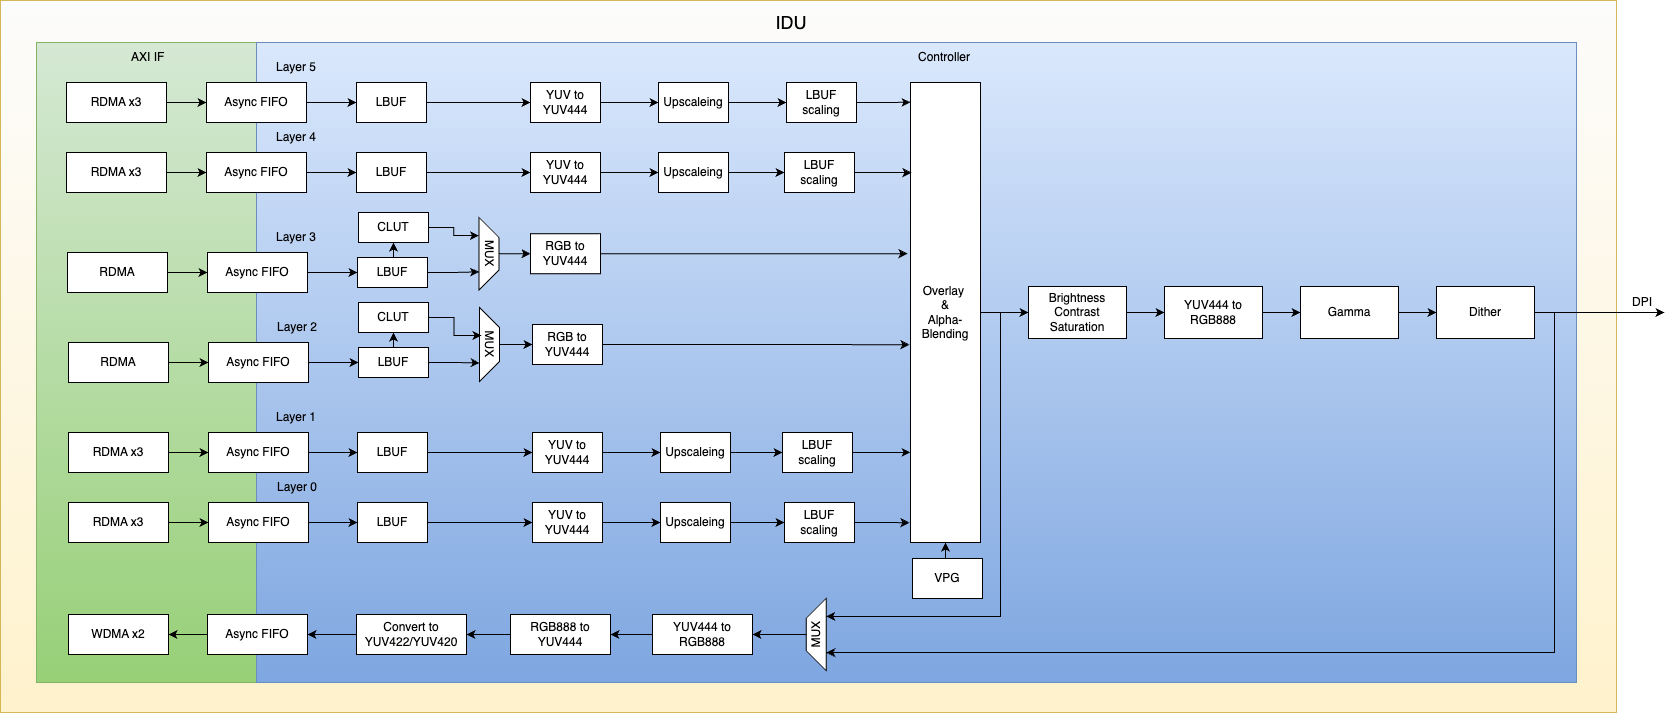 IDU
AXI IF
Controller
Layer 5
RDMA x3
Async FIFO
LBUF
YUV to
YUV444
Upscaleing
LBUF
scaling
Layer 4
RDMA x3
Async FIFO
LBUF
YUV to
YUV444
Upscaleing
LBUF
scaling
Layer 3
RDMA
Async FIFO
CLUT
LBUF
MUX
RGB to
YUV444
Layer 2
RDMA
Async FIFO
CLUT
LBUF
MUX
RGB to
YUV444
Overlay
&
Alpha-
Blending
Brightness
Contrast
Saturation
YUV444 to
RGB888
Gamma
Dither
DPI
Layer 1
RDMA x3
Async FIFO
LBUF
YUV to
YUV444
Upscaleing
LBUF
scaling
Layer 0
RDMA x3
Async FIFO
LBUF
YUV to
YUV444
Upscaleing
LBUF
scaling
VPG
WDMA x2
Async FIFO
Convert to
YUV422/YUV420
RGB888 to
YUV444
YUV444 to
RGB888
MUX